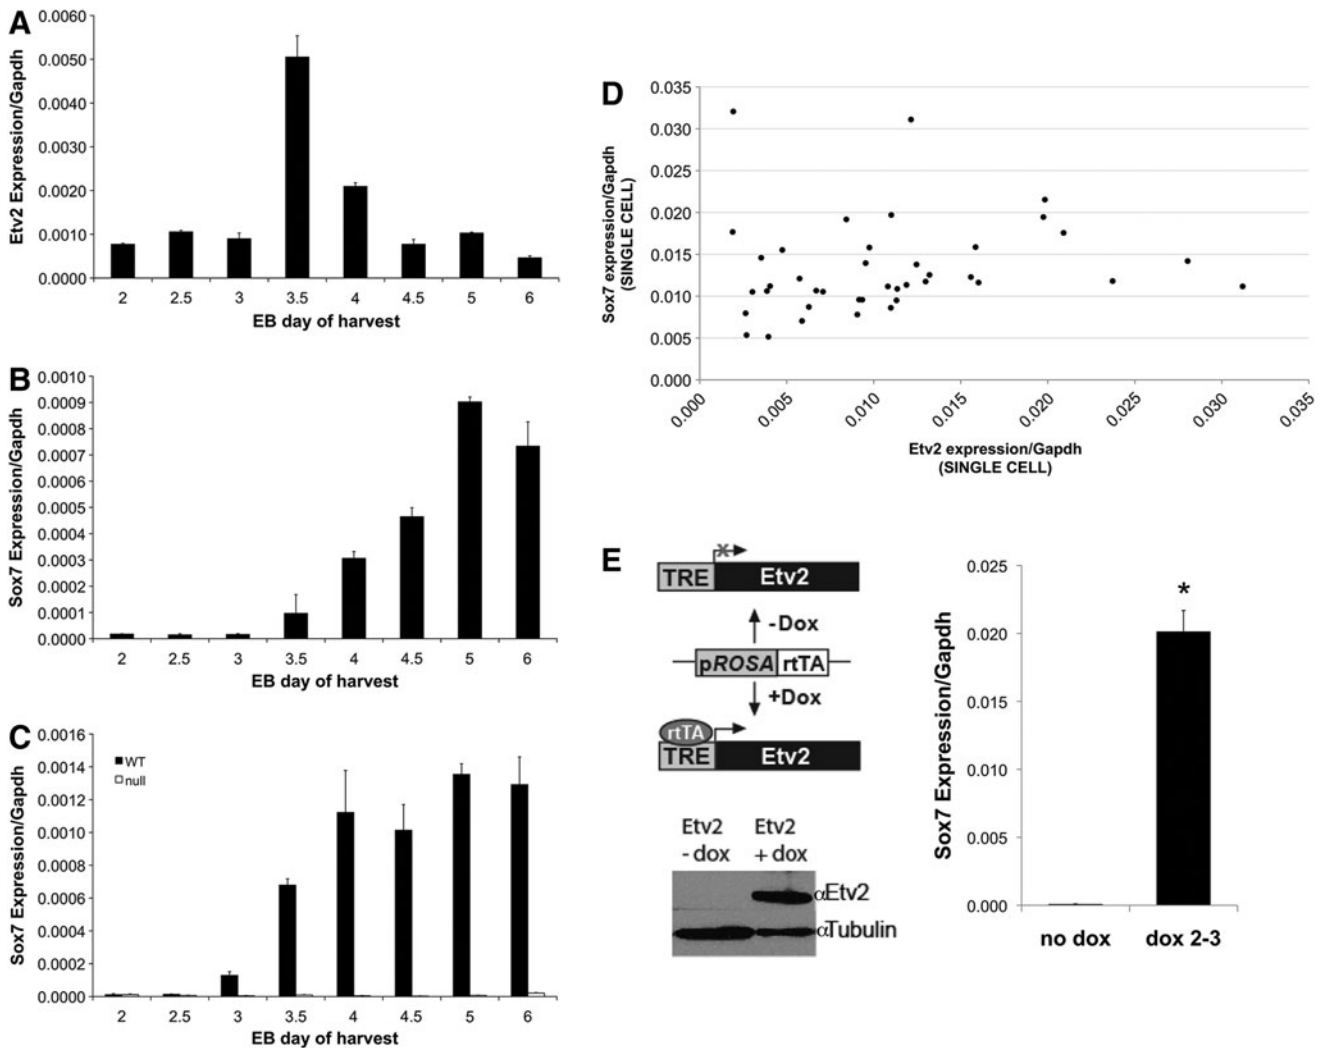 A
Etv2 Expression/Gapdh
0.0060
0.0050
0.0040
0.0030
0.0020
0.0010
0.0000
2 2.5 3 3.5 4 4.5 5 6
EB day of harvest
B
Sox7 Expression/Gapdh
0.0010
0.0009
0.0008
0.0007
0.0006
0.0005
0.0004
0.0003
0.0002
0.0001
0.0000
2 2.5 3 3.5 4 4.5 5 6
EB day of harvest
C
Sox7 Expression/Gapdh
0.0016
0.0014
0.0012
0.0010
0.0008
0.0006
0.0004
0.0002
0.0000
WT
null
2 2.5 3 3.5 4 4.5 5 6
EB day of harvest
D
Sox7 expression/Gapdh
(SINGLE CELL)
0.035
0.030
0.025
0.020
0.015
0.010
0.005
0.000
0.000 0.005 0.010 0.015 0.020 0.025 0.030 0.035
Etv2 expression/Gapdh
(SINGLE CELL)
E
TRE Etv2
-Dox
pROSA rtTA
+Dox
rtTA
TRE Etv2
Etv2 Etv2
- dox + dox
αEtv2
αTubulin
Sox7 Expression/Gapdh
0.025
0.020
0.015
0.010
0.005
0.000
*
no dox dox 2-3